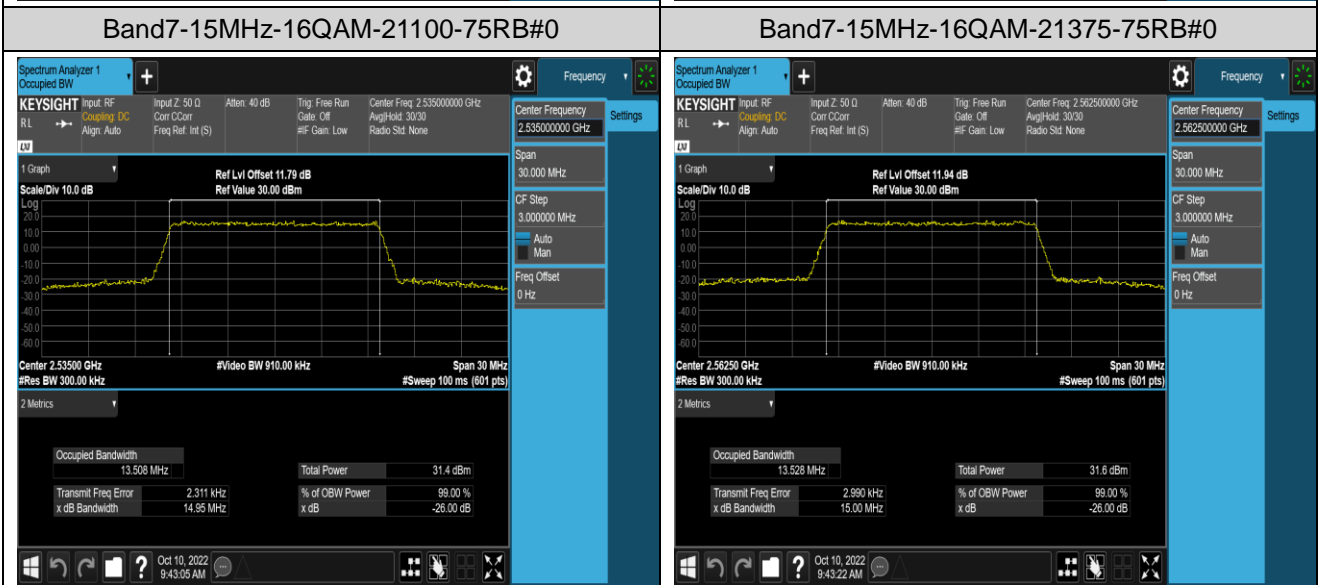 Band7-15MHz-16QAM-21100-75RB#0
Spectrum Analyzer 1
Occupied BW
Frequency
KEYSIGHT
RL
LXI
Input: RF
Coupling: DC
Align: Auto
Input Z: 50 Ω
Corr CCorr
Freq Ref: Int (S)
Atten: 40 dB
Trig: Free Run
Gate: Off
#IF Gain: Low
Center Freq: 2.535000000 GHz
Avg|Hold: 30/30
Radio Std: None
Center Frequency
2.535000000 GHz
Settings
Span
30.000 MHz
CF Step
3.000000 MHz
Auto
Man
Freq Offset
0 Hz
1 Graph
Scale/Div 10.0 dB
Ref Lvl Offset 11.79 dB
Ref Value 30.00 dBm
Log
20.0
10.0
0.00
-10.0
-20.0
-30.0
-40.0
-50.0
-60.0
Center 2.53500 GHz
#Video BW 910.00 kHz
Span 30 MHz
#Res BW 300.00 kHz
#Sweep 100 ms (601 pts)
2 Metrics
Occupied Bandwidth
13.508 MHz
Total Power 31.4 dBm
Transmit Freq Error 2.311 kHz
% of OBW Power 99.00 %
x dB Bandwidth 14.95 MHz
x dB -26.00 dB
?
Oct 10, 2022
9:43:05 AM
Band7-15MHz-16QAM-21375-75RB#0
Spectrum Analyzer 1
Occupied BW
Frequency
KEYSIGHT
RL
LXI
Input: RF
Coupling: DC
Align: Auto
Input Z: 50 Ω
Corr CCorr
Freq Ref: Int (S)
Atten: 40 dB
Trig: Free Run
Gate: Off
#IF Gain: Low
Center Freq: 2.562500000 GHz
Avg|Hold: 30/30
Radio Std: None
Center Frequency
2.562500000 GHz
Settings
Span
30.000 MHz
CF Step
3.000000 MHz
Auto
Man
Freq Offset
0 Hz
1 Graph
Scale/Div 10.0 dB
Ref Lvl Offset 11.94 dB
Ref Value 30.00 dBm
Log
20.0
10.0
0.00
-10.0
-20.0
-30.0
-40.0
-50.0
-60.0
Center 2.56250 GHz
#Video BW 910.00 kHz
Span 30 MHz
#Res BW 300.00 kHz
#Sweep 100 ms (601 pts)
2 Metrics
Occupied Bandwidth
13.528 MHz
Total Power 31.6 dBm
Transmit Freq Error 2.990 kHz
% of OBW Power 99.00 %
x dB Bandwidth 15.00 MHz
x dB -26.00 dB
?
Oct 10, 2022
9:43:22 AM